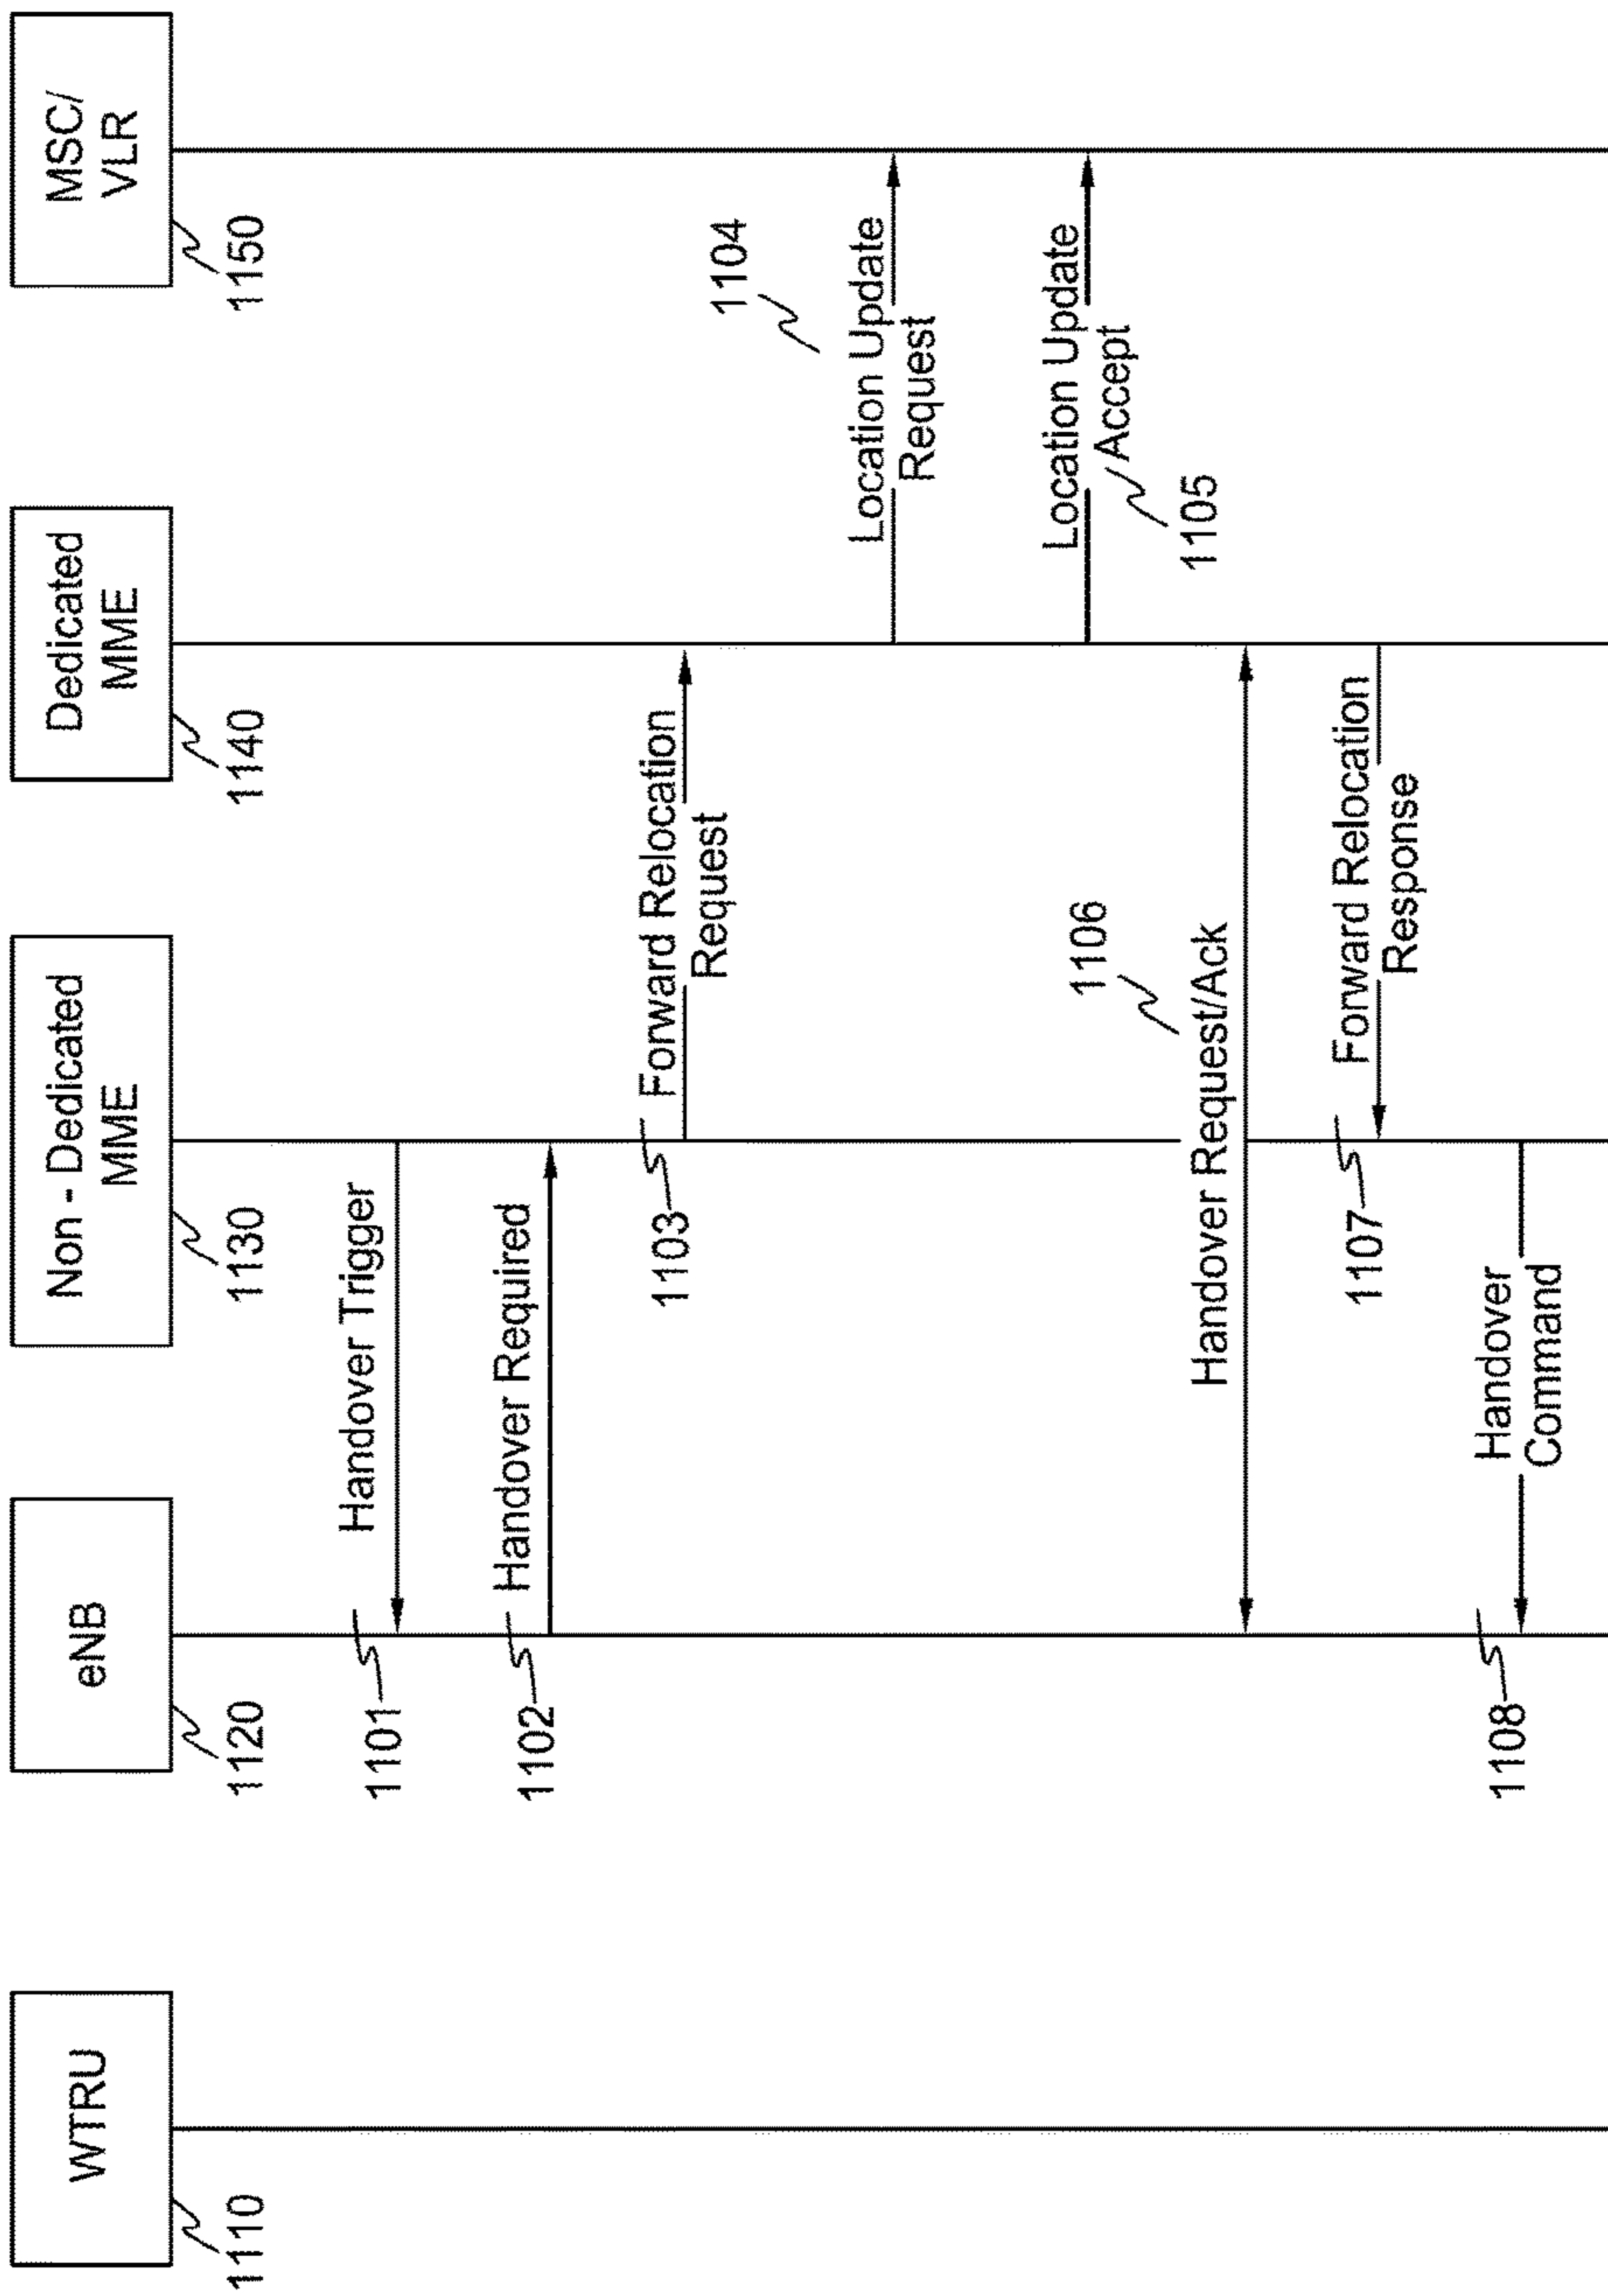 WTRU
1110
eNB
1120
Non - Dedicated
MME
1130
Dedicated
MME
1140
MSC/
VLR
1150
Handover Trigger
1101
Handover Required
1102
Forward Relocation
Request
1103
1104
Location Update
Request
Location Update
Accept
1105
1106
Handover Request/Ack
Forward Relocation
Response
1107
Handover
Command
1108